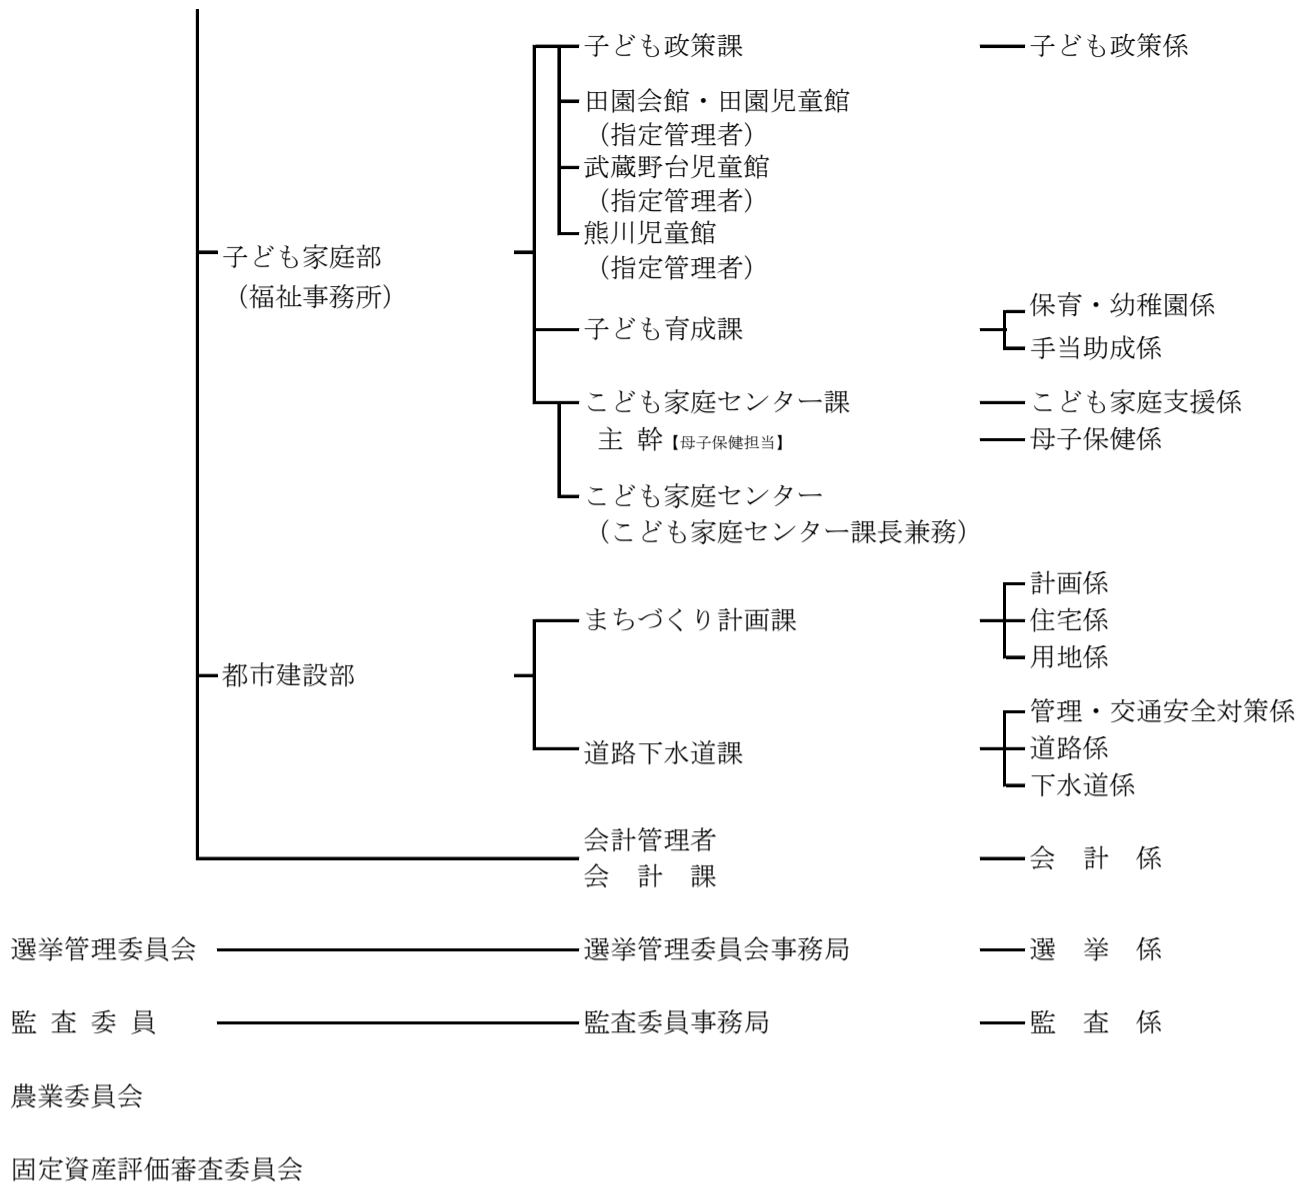 子ども政策課 子ども政策係
田園会館・田園児童館
（指定管理者）
武蔵野台児童館
（指定管理者）
熊川児童館
（指定管理者）
子ども家庭部
（福祉事務所）
子ども育成課
保育・幼稚園係
手当助成係
こども家庭センター課 こども家庭支援係
主 幹【母子保健担当】 母子保健係
こども家庭センター
（こども家庭センター課長兼務）
都市建設部
まちづくり計画課
計画係
住宅係
用地係
道路下水道課
管理・交通安全対策係
道路係
下水道係
会計管理者
会　計　課
会　計　係
選挙管理委員会 選挙管理委員会事務局 選　挙　係
監 査 委 員 監査委員事務局 監　査　係
農業委員会
固定資産評価審査委員会